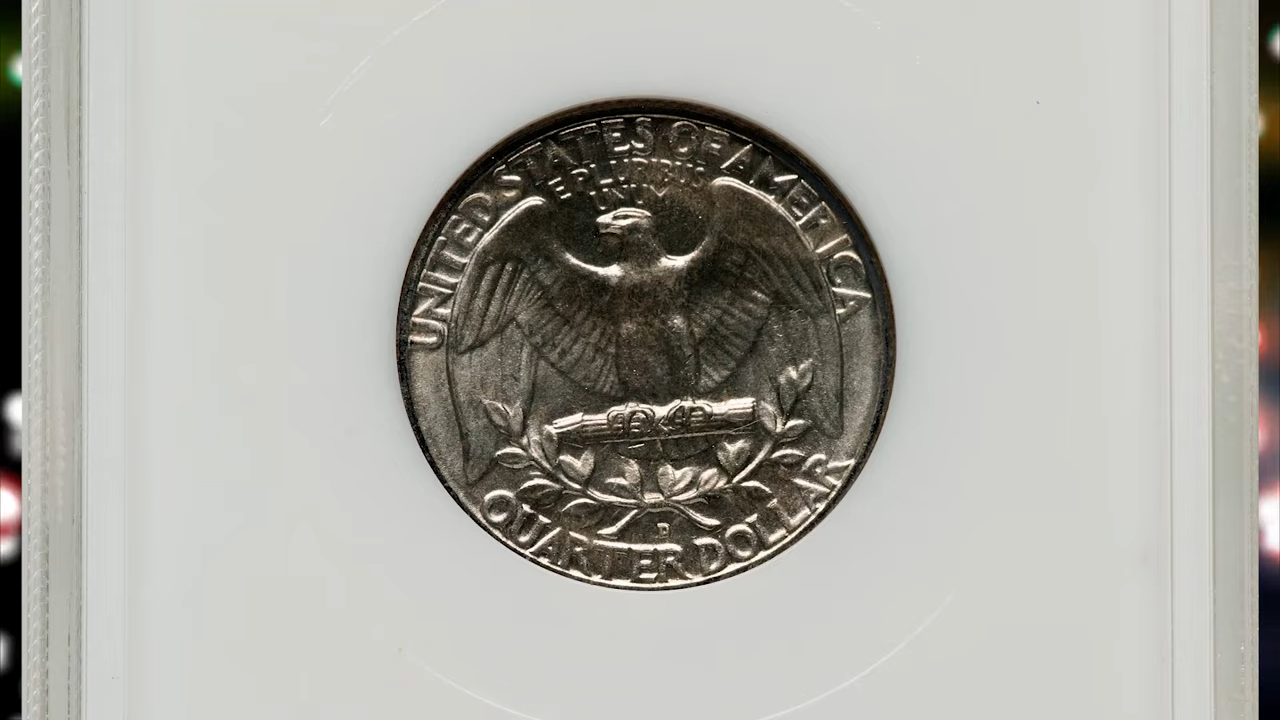 UNITED STATES OF AMERICA
E PLURIBUS
UNUM
D
QUARTER DOLLAR